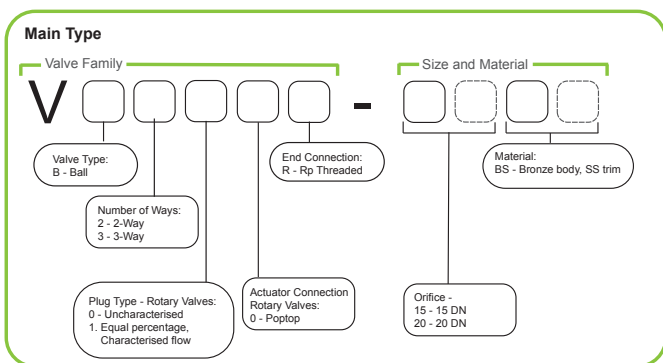 Main Type
Valve Family
Size and Material
V -
Valve Type:
B - Ball
End Connection:
R - Rp Threaded
Material:
BS - Bronze body, SS trim
Number of Ways:
2 - 2-Way
3 - 3-Way
Plug Type - Rotary Valves:
0 - Uncharacterised
1. Equal percentage,
Characterised flow
Actuator Connection
Rotary Valves:
0 - Poptop
Orifice -
15 - 15 DN
20 - 20 DN